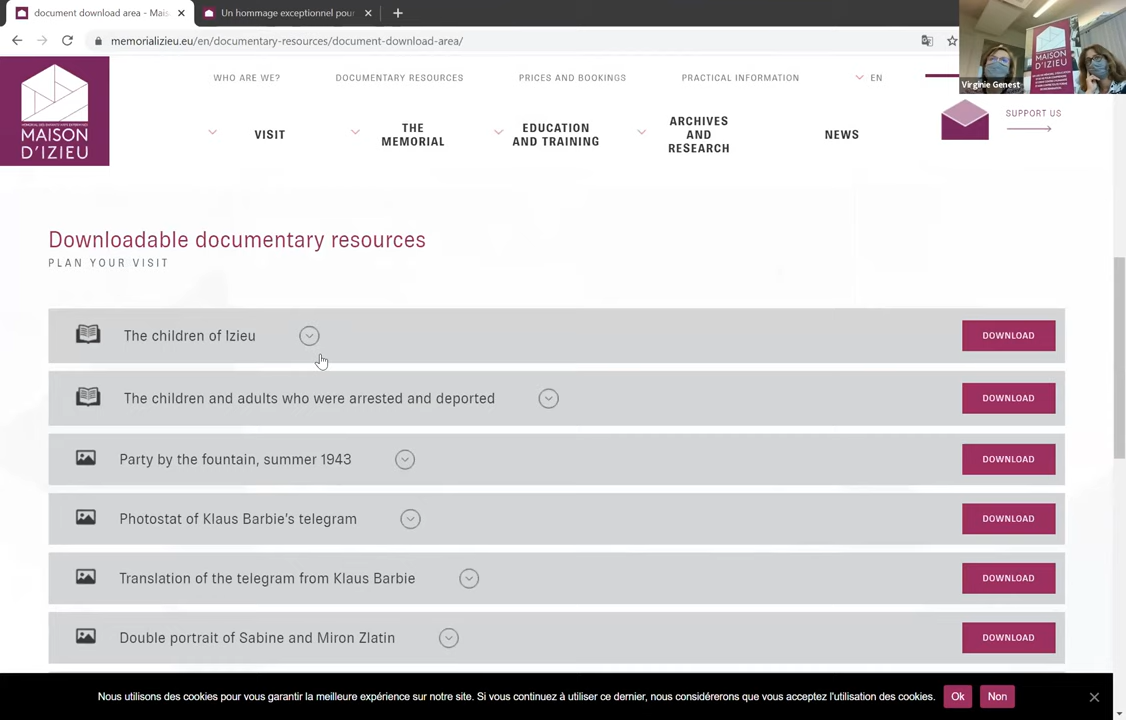 document download area - Mais
Un hommage exceptionnel pour
memorializieu.eu/en/documentary-resources/document-download-area/
Virginie Genest
MAISON
D'IZIEU
WHO ARE WE?
DOCUMENTARY RESOURCES
PRICES AND BOOKINGS
PRACTICAL INFORMATION
EN
VISIT
THE
MEMORIAL
EDUCATION
AND TRAINING
ARCHIVES
AND
RESEARCH
NEWS
SUPPORT US
Downloadable documentary resources
PLAN YOUR VISIT
The children of Izieu
DOWNLOAD
The children and adults who were arrested and deported
DOWNLOAD
Party by the fountain, summer 1943
DOWNLOAD
Photostat of Klaus Barbie's telegram
DOWNLOAD
Translation of the telegram from Klaus Barbie
DOWNLOAD
Double portrait of Sabine and Miron Zlatin
DOWNLOAD
Nous utilisons des cookies pour vous garantir la meilleure expérience sur notre site. Si vous continuez à utiliser ce dernier, nous considérerons que vous acceptez l'utilisation des cookies.
Ok
Non